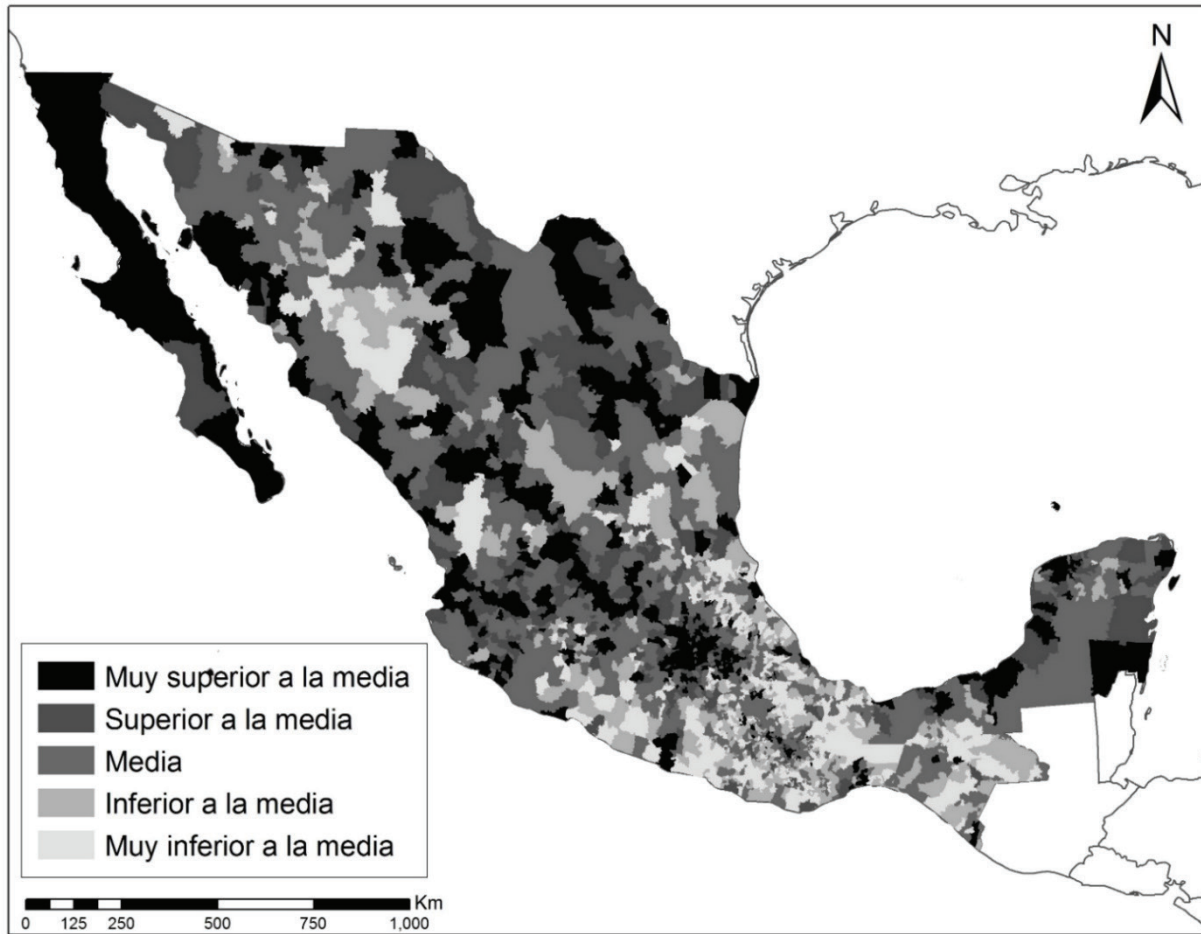 N
Muy superior a la media
Superior a la media
Media
Inferior a la media
Muy inferior a la media
Km
0 125 250 500 750 1,000